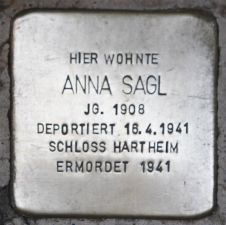 HIER WOHNTE
ANNA SAGL
JG. 1908
DEPORTIERT 16.4.1941
SCHLOSS HARTHEIM
ERMORDET 1941